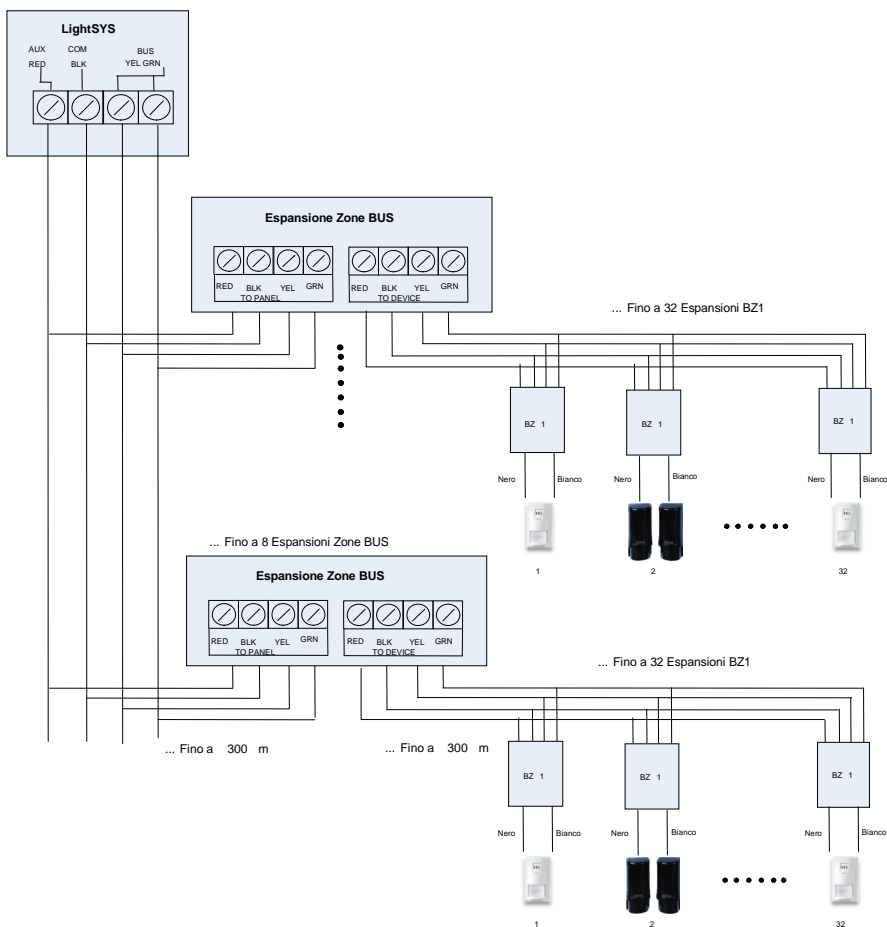 LightSYS
AUX COM BUS
RED BLK YEL GRN
Espansione Zone BUS
RED BLK YEL GRN RED BLK YEL GRN
TO PANEL TO DEVICE
... Fino a 32 Espansioni BZ1
BZ 1 BZ 1 BZ 1
Nero Bianco Nero Bianco Nero Bianco
1 2 32
... Fino a 8 Espansioni Zone BUS
Espansione Zone BUS
RED BLK YEL GRN RED BLK YEL GRN
TO PANEL TO DEVICE
... Fino a 32 Espansioni BZ1
... Fino a 300 m ... Fino a 300 m
BZ 1 BZ 1 BZ 1
Nero Bianco Nero Bianco Nero Bianco
1 2 32